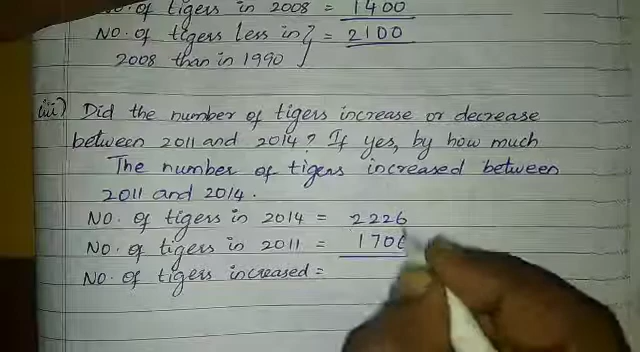 No. of tigers in 2008 = 1400
No. of tigers less in } = 2100
2008 than in 1990
iii) Did the number of tigers increase or decrease
between 2011 and 2014? If yes, by how much
The number of tigers increased between
2011 and 2014.
No. of tigers in 2014 = 2226
No. of tigers in 2011 = 1706
No. of tigers increased =